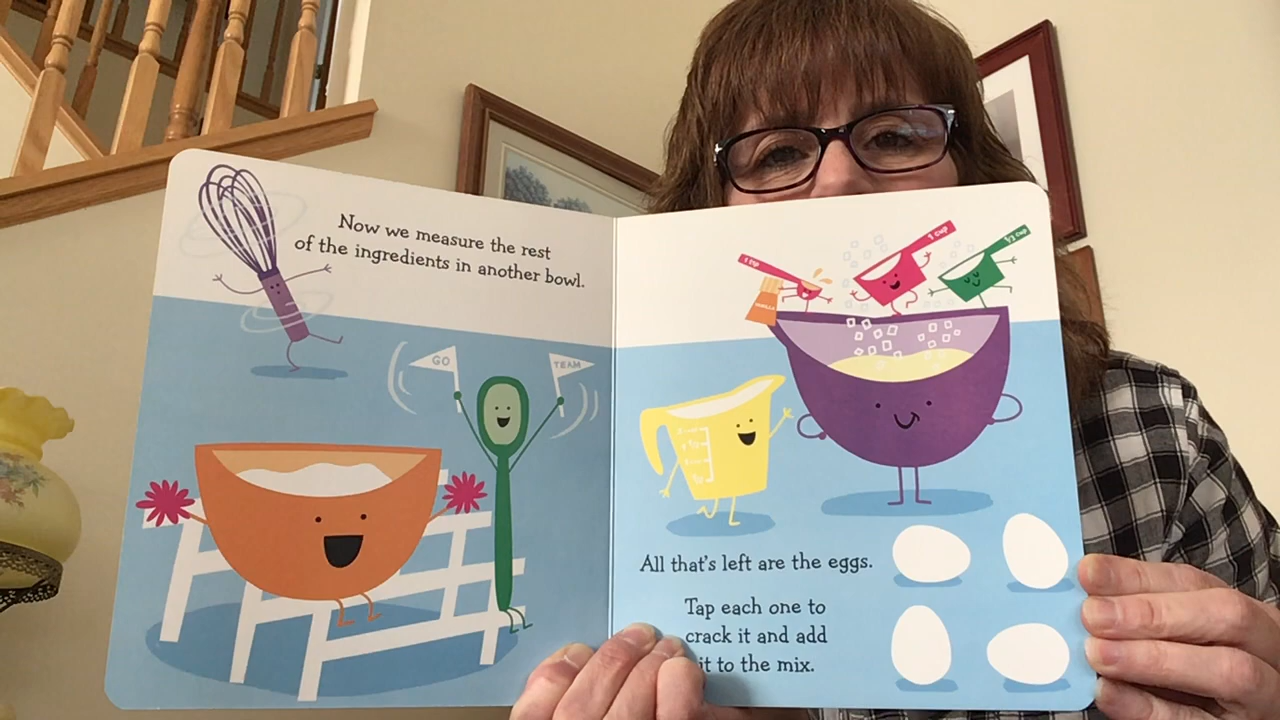 Now we measure the rest
of the ingredients in another bowl.
GO
TEAM
1 tsp
VANILLA
1 cup
1/2 cup
All that's left are the eggs.
Tap each one to
crack it and add
it to the mix.